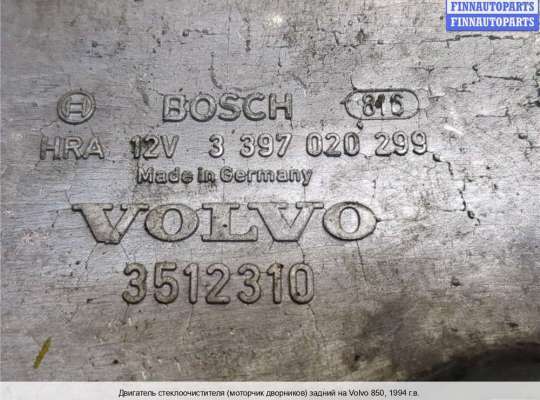 FINNAUTOPARTS
FINNAUTOPARTS
BOSCH 816
HRA 12V 3 397 020 299
Made in Germany
VOLVO
3512310
Двигатель стеклоочистителя (моторчик дворников) задний на Volvo 850, 1994 г.в.